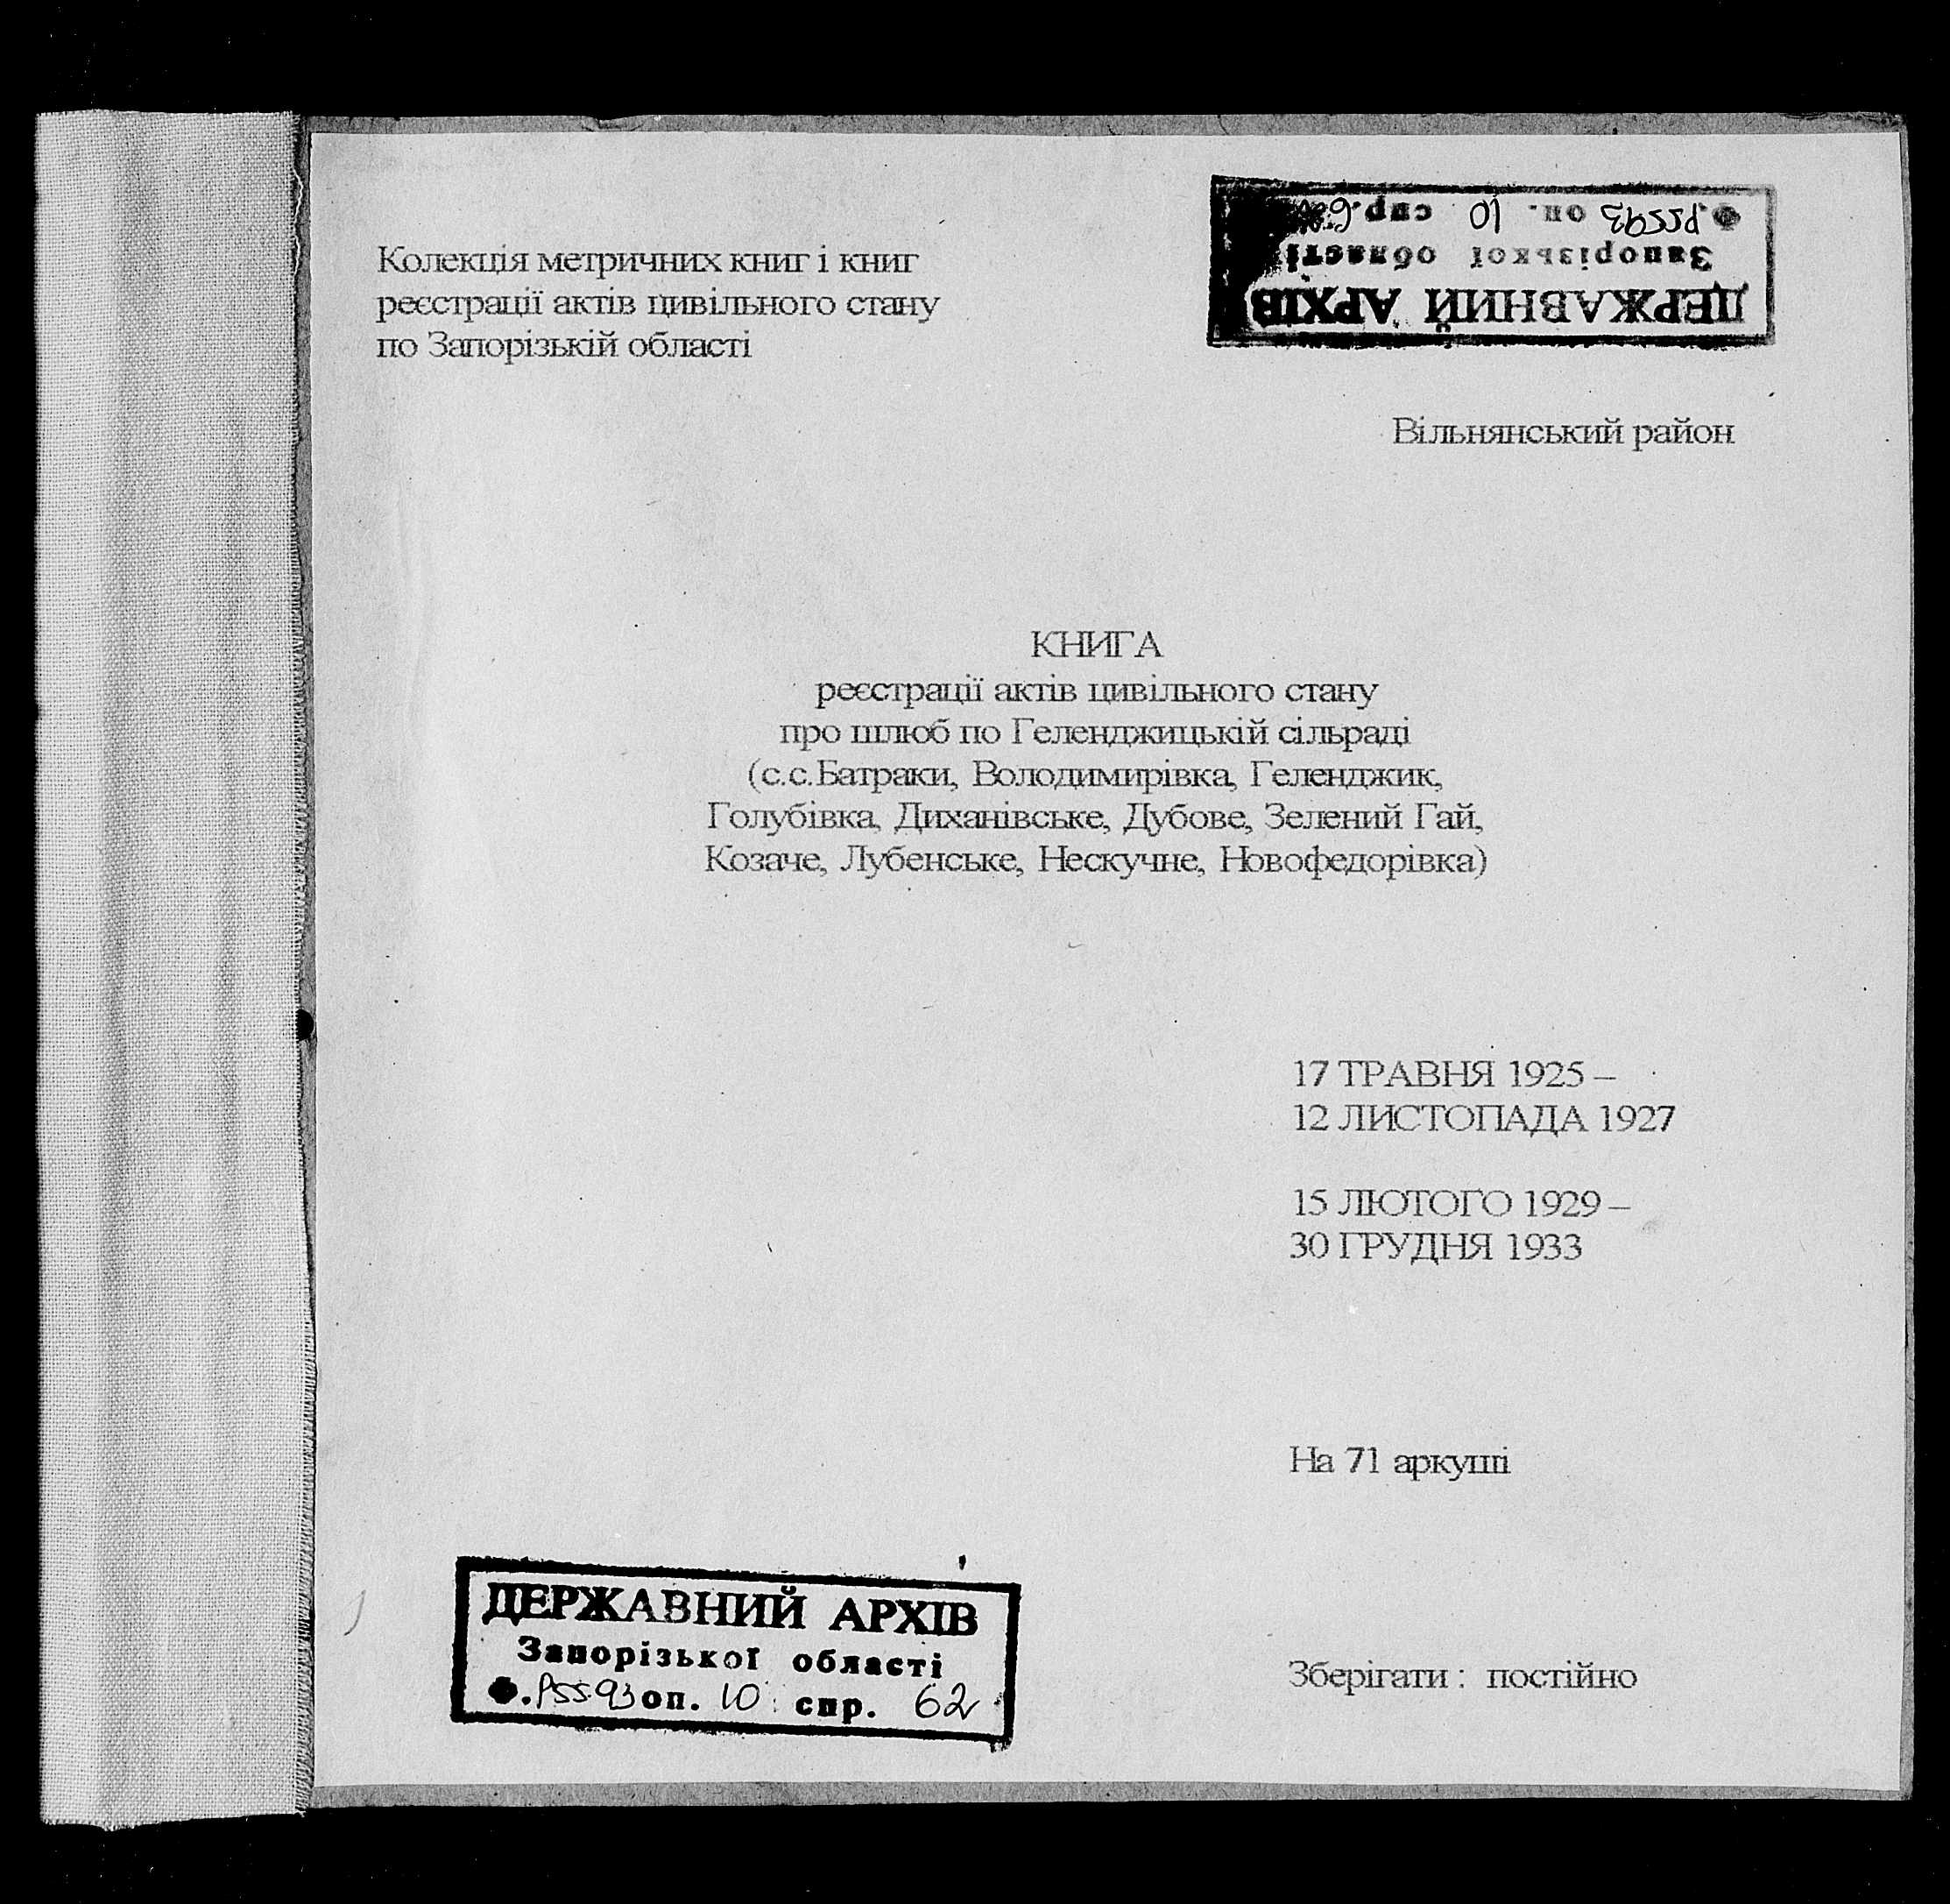 Колекція метричних книг і книг
реєстрації актів цивільного стану
по Запорізькій області
ДЕРЖАВНИЙ АРХІВ
Запорізької області
Ф. Р5593 оп. 10 спр.
Вільнянський район
КНИГА
реєстрації актів цивільного стану
про шлюб по Геленджицькій сільраді
(с.с.Батраки, Володимирівка, Геленджик,
Голубівка, Диханівське, Дубове, Зелений Гай,
Козаче, Лубенське, Нескучне, Новофедорівка)
17 ТРАВНЯ 1925 –
12 ЛИСТОПАДА 1927
15 ЛЮТОГО 1929 –
30 ГРУДНЯ 1933
На 71 аркуші
ДЕРЖАВНИЙ АРХІВ
Запорізької області
Ф. Р5593 оп. 10 спр. 62
Зберігати : постійно